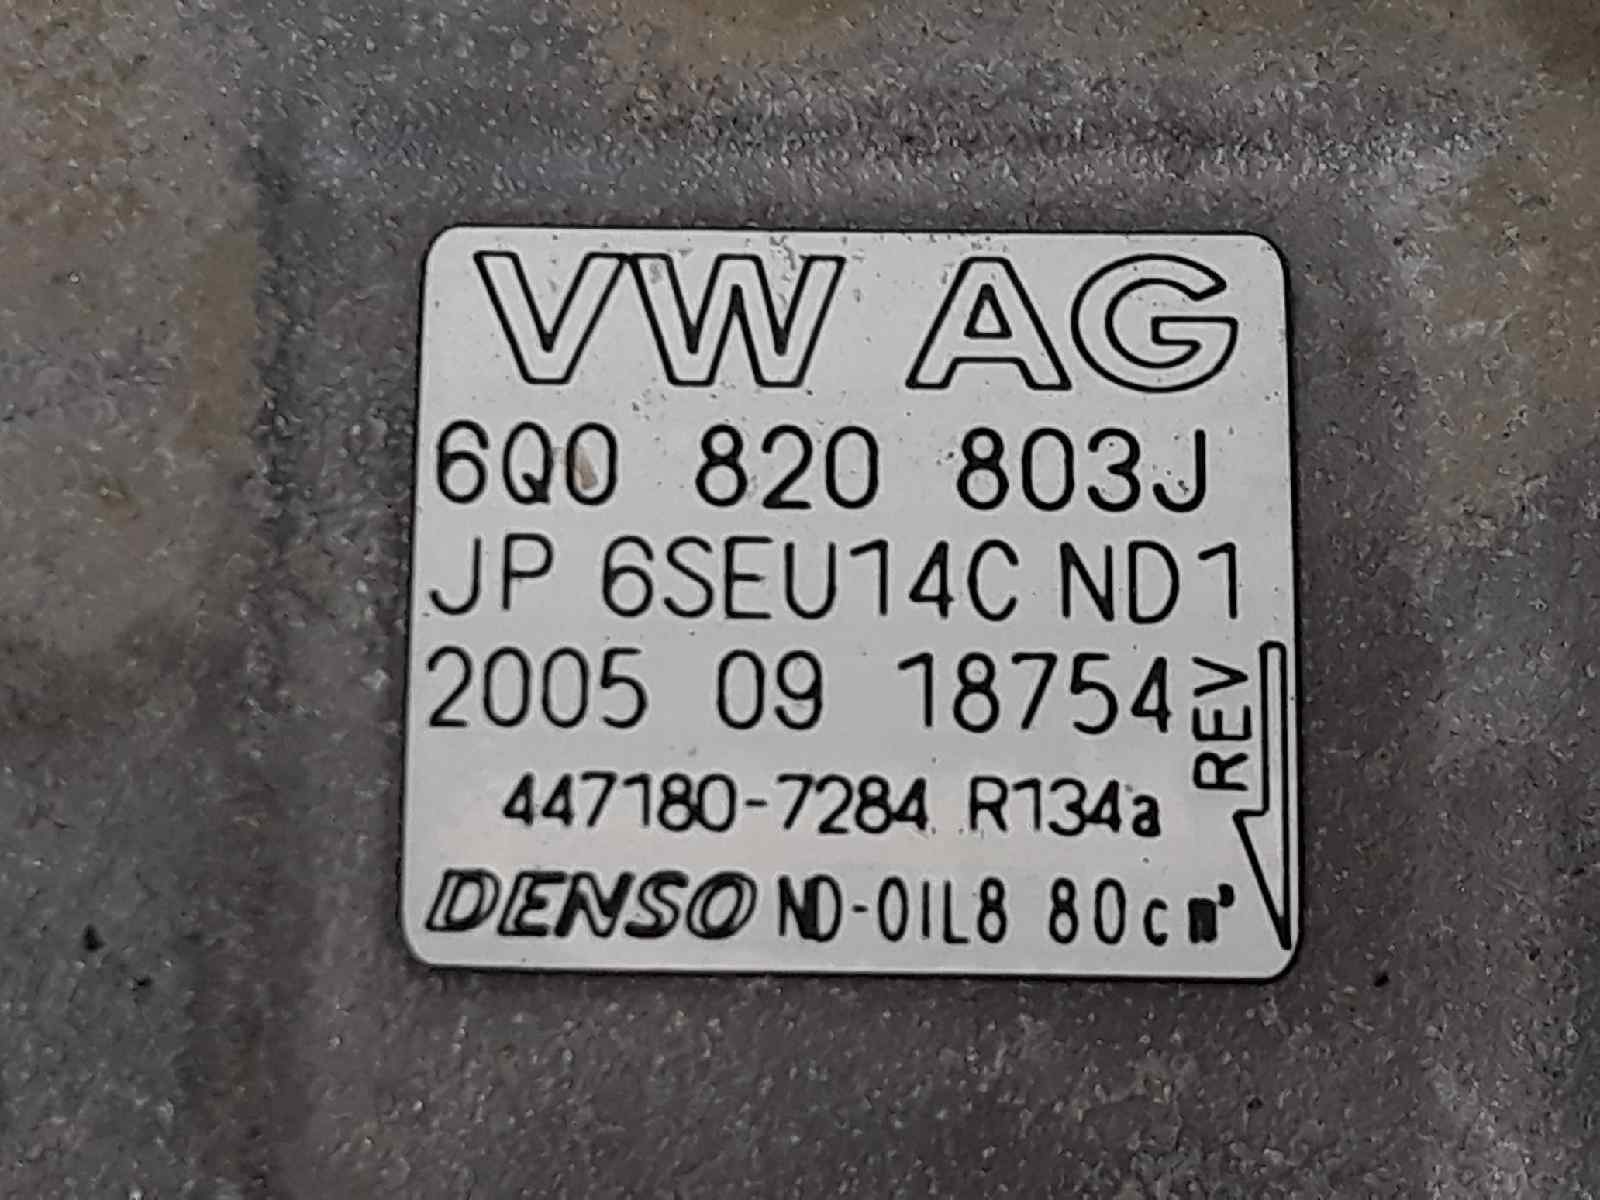 VW AG
6Q0 820 803J
JP 6SEU14C ND1
2005 09 18754
REV
447180-7284 R134a
DENSO ND-OIL8 80cm³